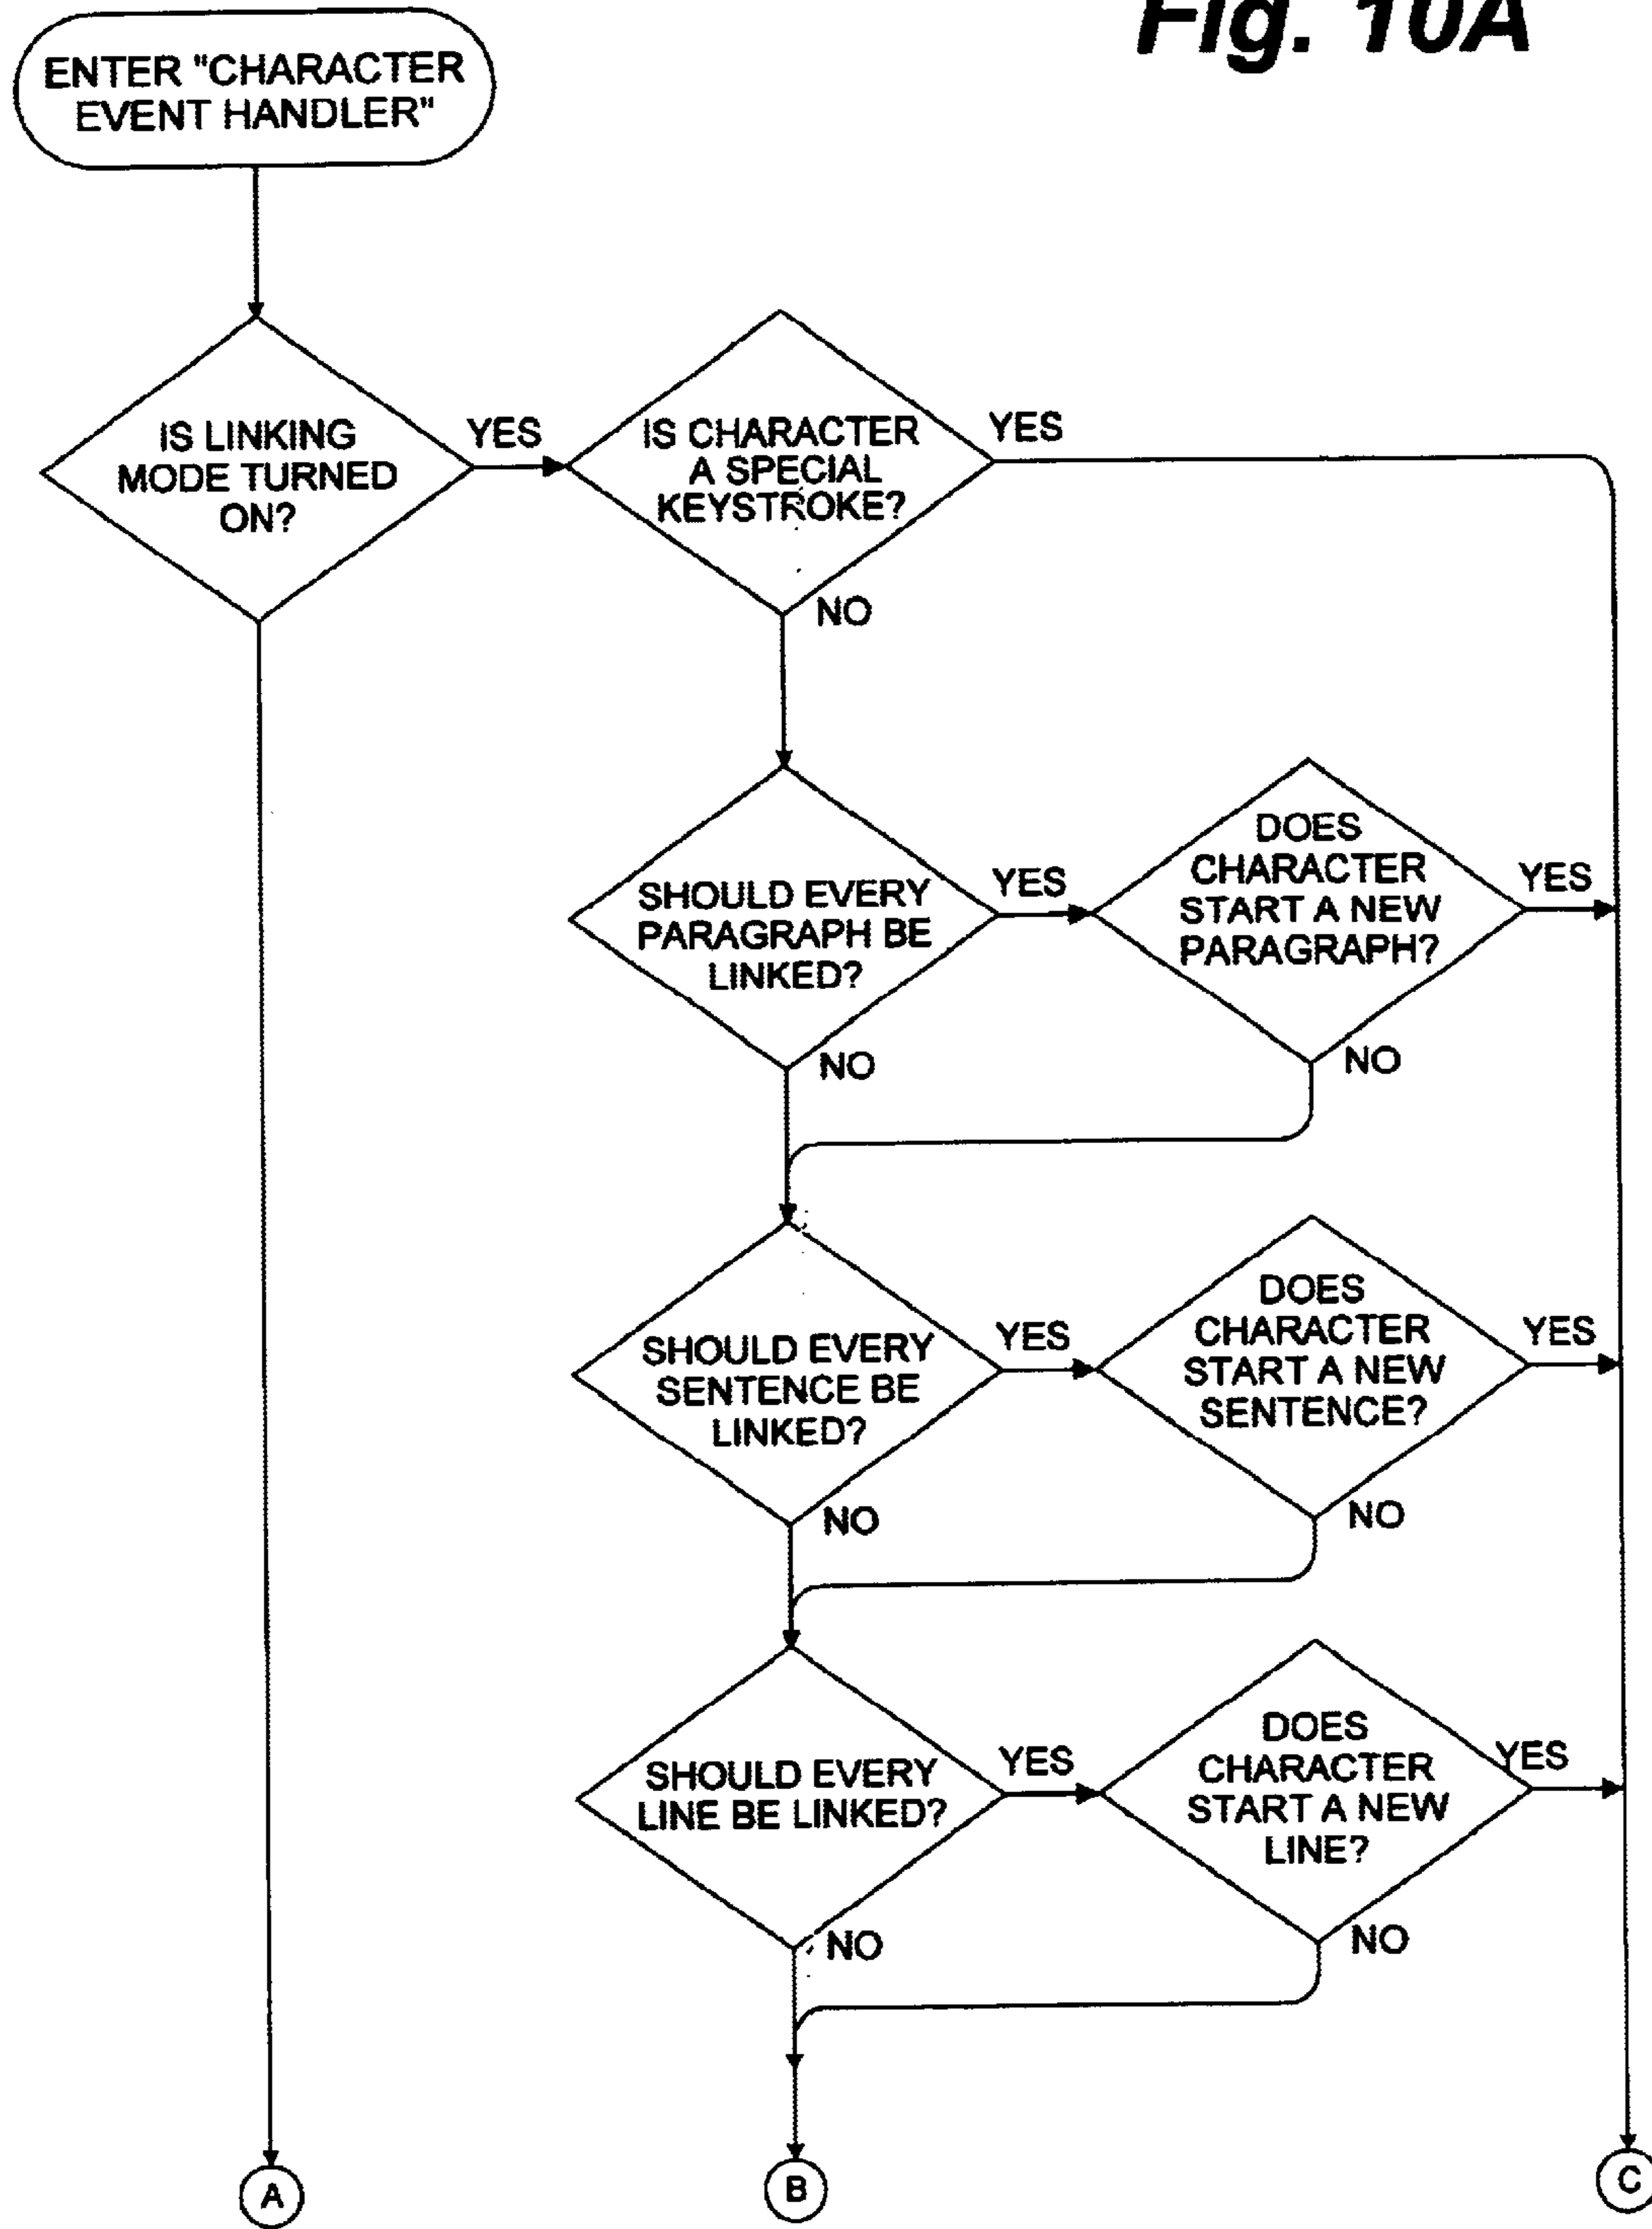 Fig. 10A
ENTER "CHARACTER
EVENT HANDLER"
IS LINKING
MODE TURNED
ON?
YES
IS CHARACTER
A SPECIAL
KEYSTROKE?
YES
NO
SHOULD EVERY
PARAGRAPH BE
LINKED?
YES
DOES
CHARACTER
START A NEW
PARAGRAPH?
YES
NO
NO
SHOULD EVERY
SENTENCE BE
LINKED?
YES
DOES
CHARACTER
START A NEW
SENTENCE?
YES
NO
NO
SHOULD EVERY
LINE BE LINKED?
YES
DOES
CHARACTER
START A NEW
LINE?
YES
NO
NO
A
B
C